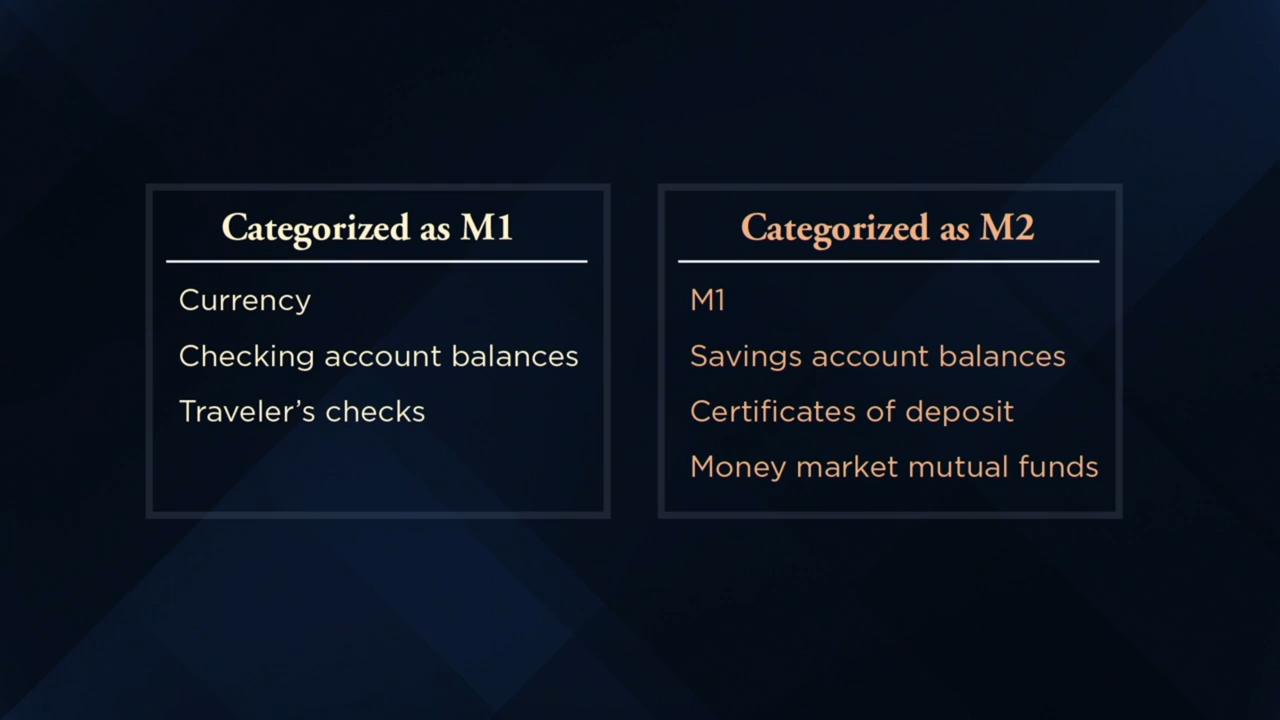 Categorized as M1
Currency
Checking account balances
Traveler’s checks
Categorized as M2
M1
Savings account balances
Certificates of deposit
Money market mutual funds